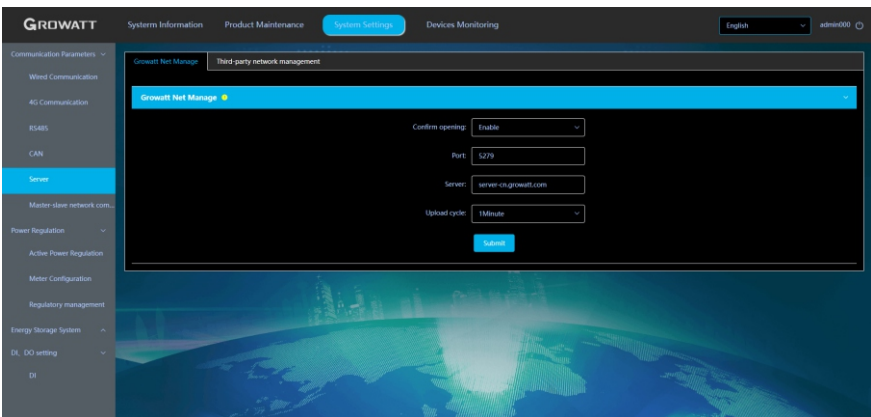 GROWATT
Systerm Information
Product Maintenance
System Settings
Devices Monitoring
English
admin000
Communication Parameters
Wired Communication
4G Communication
RS485
CAN
Server
Master-slave network com...
Power Regulation
Active Power Regulation
Meter Configuration
Regulatory management
Energy Storage System
DI、DO setting
DI
Growatt Net Manage
Third-party network management
Growatt Net Manage
Confirm opening: Enable
Port: 5279
Server: server-cn.growatt.com
Upload cycle: 1Minute
Submit